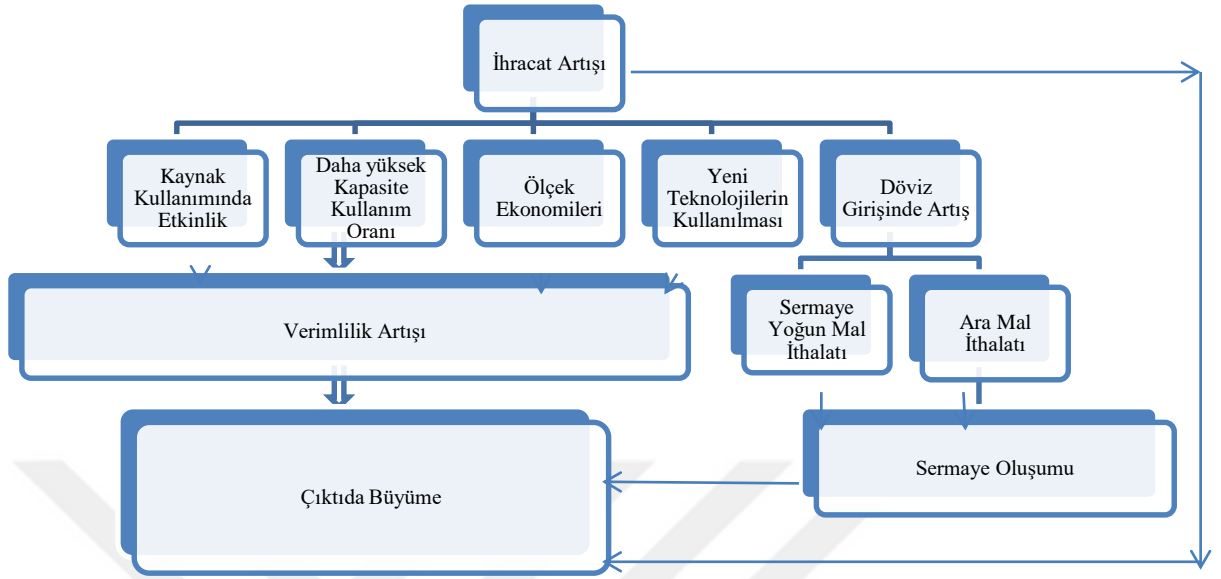 İhracat Artışı
Kaynak
Kullanımında
Etkinlik
Daha yüksek
Kapasite
Kullanım
Oranı
Ölçek
Ekonomileri
Yeni
Teknolojilerin
Kullanılması
Döviz
Girişinde Artış
Verimlilik Artışı
Sermaye
Yoğun Mal
İthalatı
Ara Mal
İthalatı
Çıktıda Büyüme
Sermaye Oluşumu